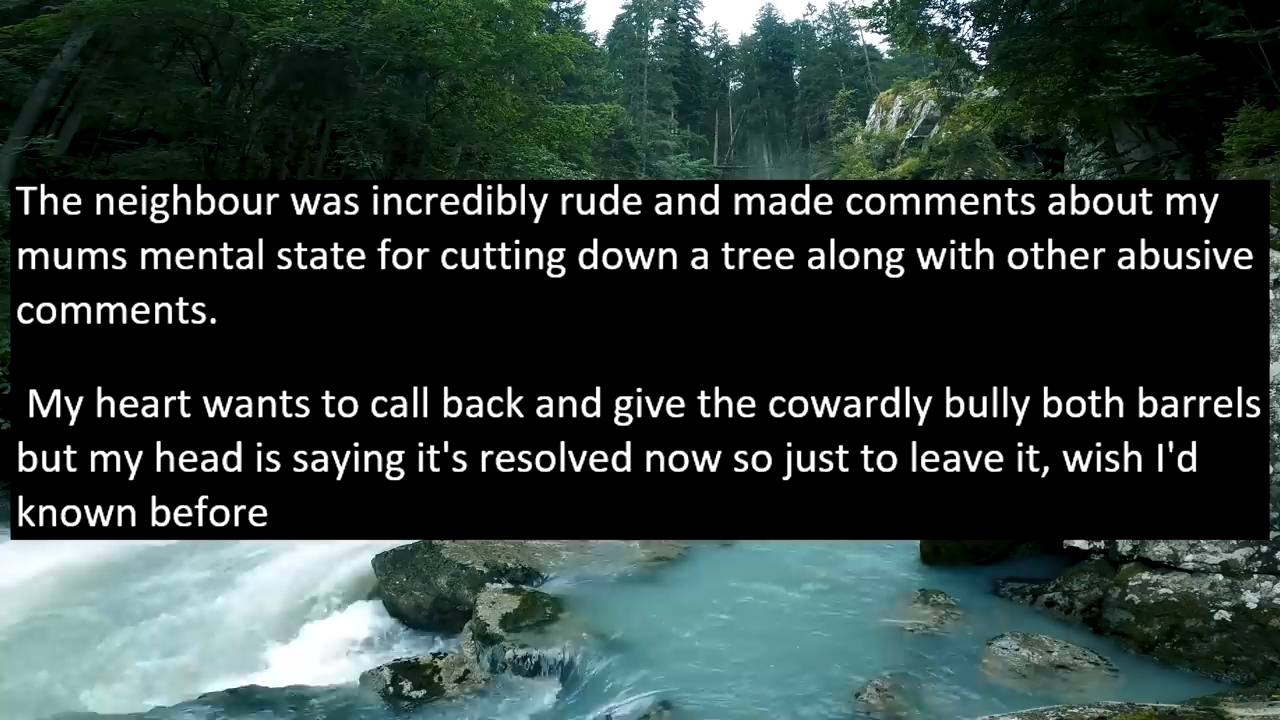 The neighbour was incredibly rude and made comments about my
mums mental state for cutting down a tree along with other abusive
comments.
My heart wants to call back and give the cowardly bully both barrels
but my head is saying it's resolved now so just to leave it, wish I'd
known before